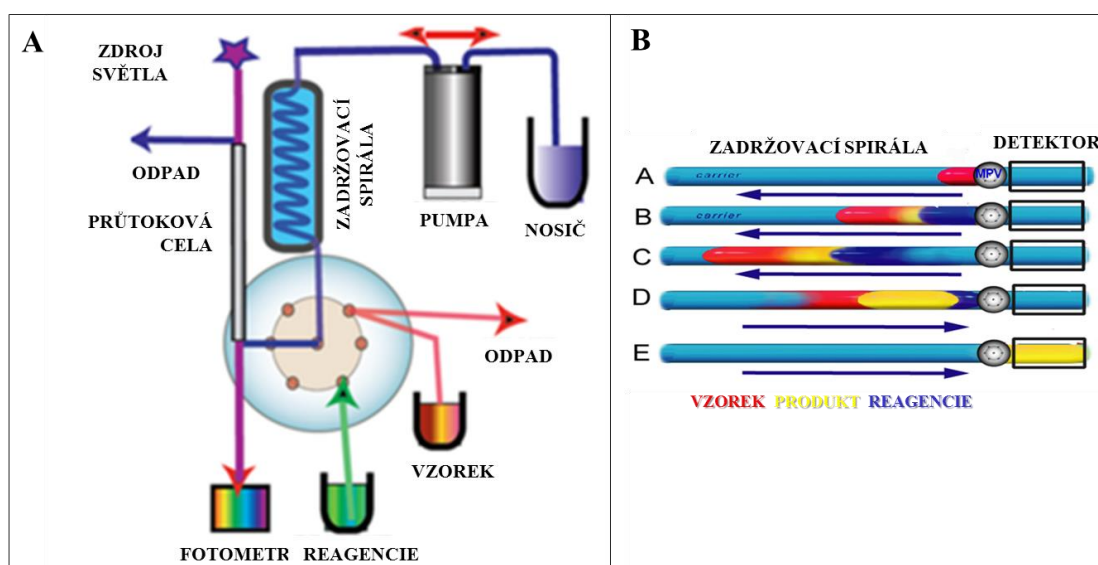 A
ZDROJ
SVĚTLA
ODPAD
PRŮTOKOVÁ
CELA
ZADRŽOVACÍ
SPIRÁLA
PUMPA
NOSIČ
ODPAD
VZOREK
FOTOMETR
REAGENCIE
B
ZADRŽOVACÍ SPIRÁLA
DETEKTOR
A
carrier
MPV
B
carrier
C
D
E
VZOREK PRODUKT REAGENCIE